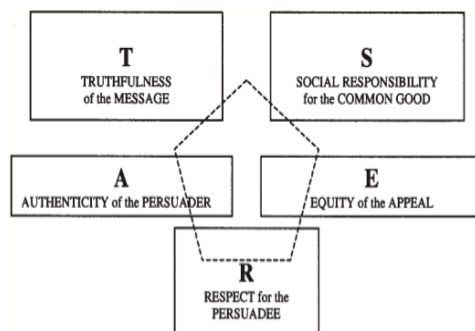 T
TRUTHFULNESS
of the MESSAGE
S
SOCIAL RESPONSIBILITY
for the COMMON GOOD
A
AUTHENTICITY of the PERSUADER
E
EQUITY of the APPEAL
R
RESPECT for the
PERSUADEE